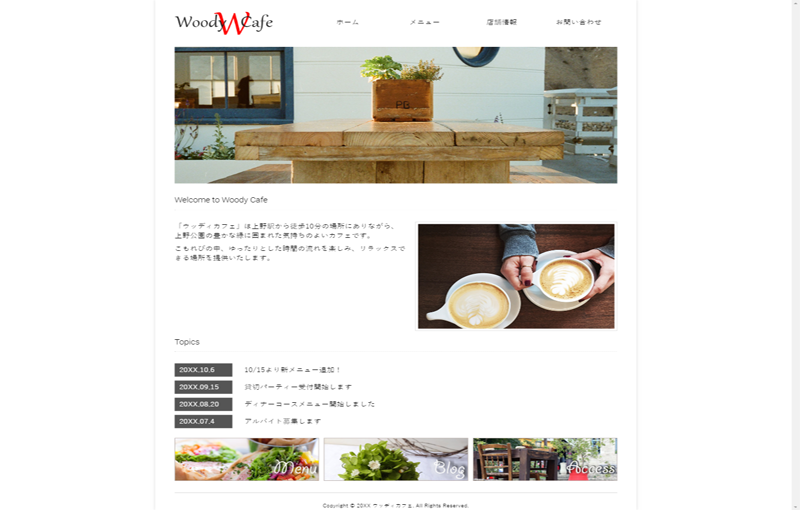 Woody W Cafe
ホーム
メニュー
店舗情報
お問い合わせ
PB
Welcome to Woody Cafe
「ウッディカフェ」は上野駅から徒歩10分の場所にありながら、
上野公園の豊かな緑に囲まれた気持ちのよいカフェです。
こもれびの中、ゆったりとした時間の流れを楽しみ、リラックスで
きる場所を提供いたします。
Topics
20XX.10.6 10/15より新メニュー追加！
20XX.09.15 貸切パーティー受付開始します
20XX.08.20 ディナーコースメニュー開始しました
20XX.07.4 アルバイト募集します
Menu
Blog
Access
Copyright © 20XX ウッディカフェ. All Rights Reserved.